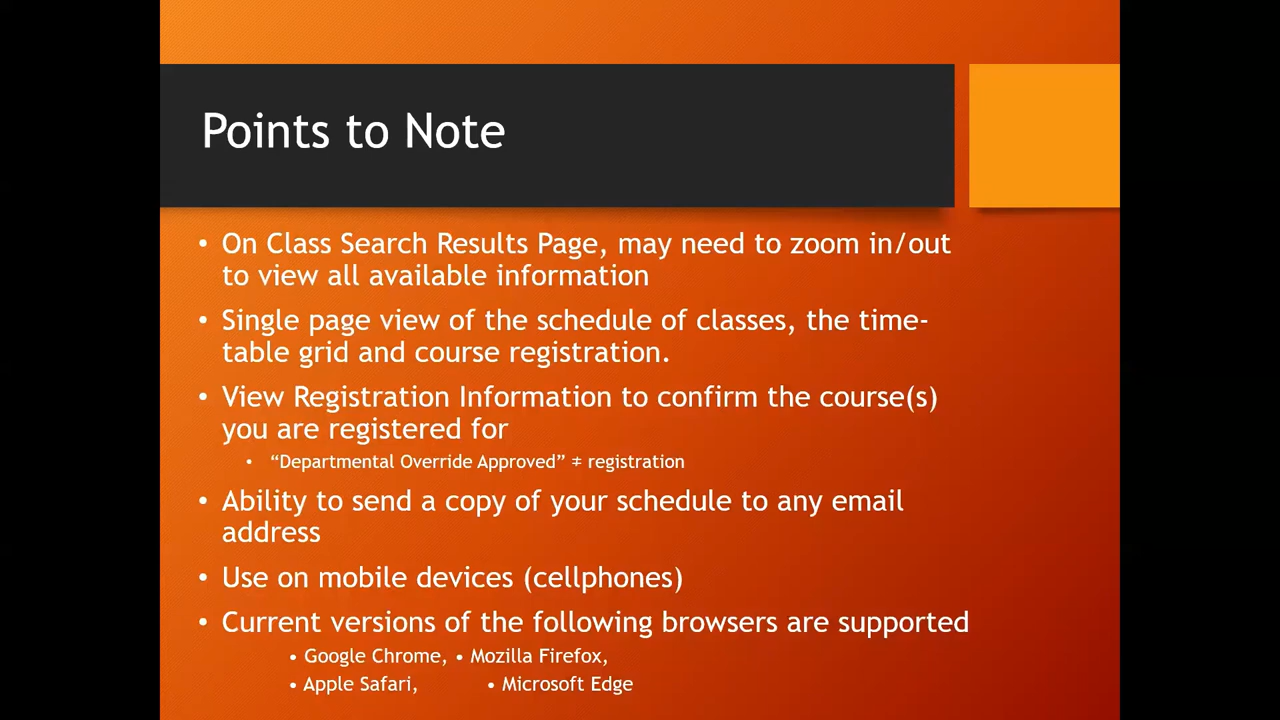 Points to Note
• On Class Search Results Page, may need to zoom in/out
to view all available information
• Single page view of the schedule of classes, the time-
table grid and course registration.
• View Registration Information to confirm the course(s)
you are registered for
• “Departmental Override Approved” ≠ registration
• Ability to send a copy of your schedule to any email
address
• Use on mobile devices (cellphones)
• Current versions of the following browsers are supported
• Google Chrome, • Mozilla Firefox,
• Apple Safari, • Microsoft Edge